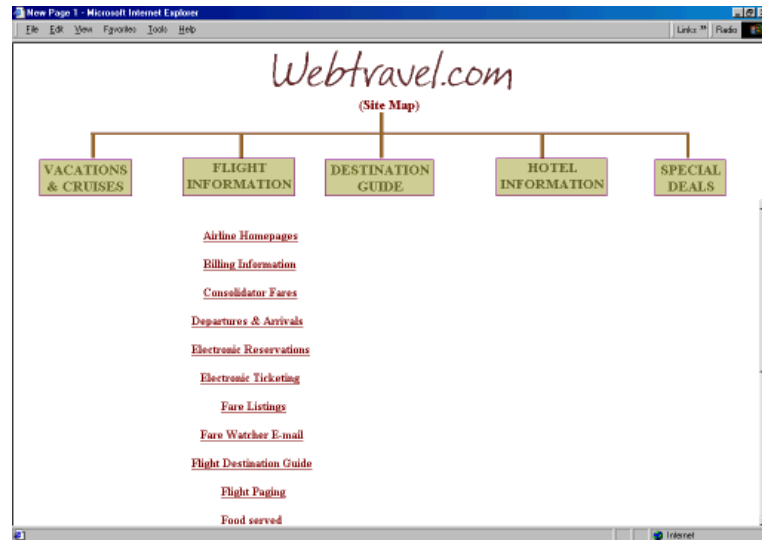 New Page 1 - Microsoft Internet Explorer
File Edit View Favorites Tools Help
Links » Radio
Webtravel.com
(Site Map)
VACATIONS
& CRUISES
FLIGHT
INFORMATION
DESTINATION
GUIDE
HOTEL
INFORMATION
SPECIAL
DEALS
Airline Homepages
Billing Information
Consolidator Fares
Departures & Arrivals
Electronic Reservations
Electronic Ticketing
Fare Listings
Fare Watcher E-mail
Flight Destination Guide
Flight Paging
Food served
Internet